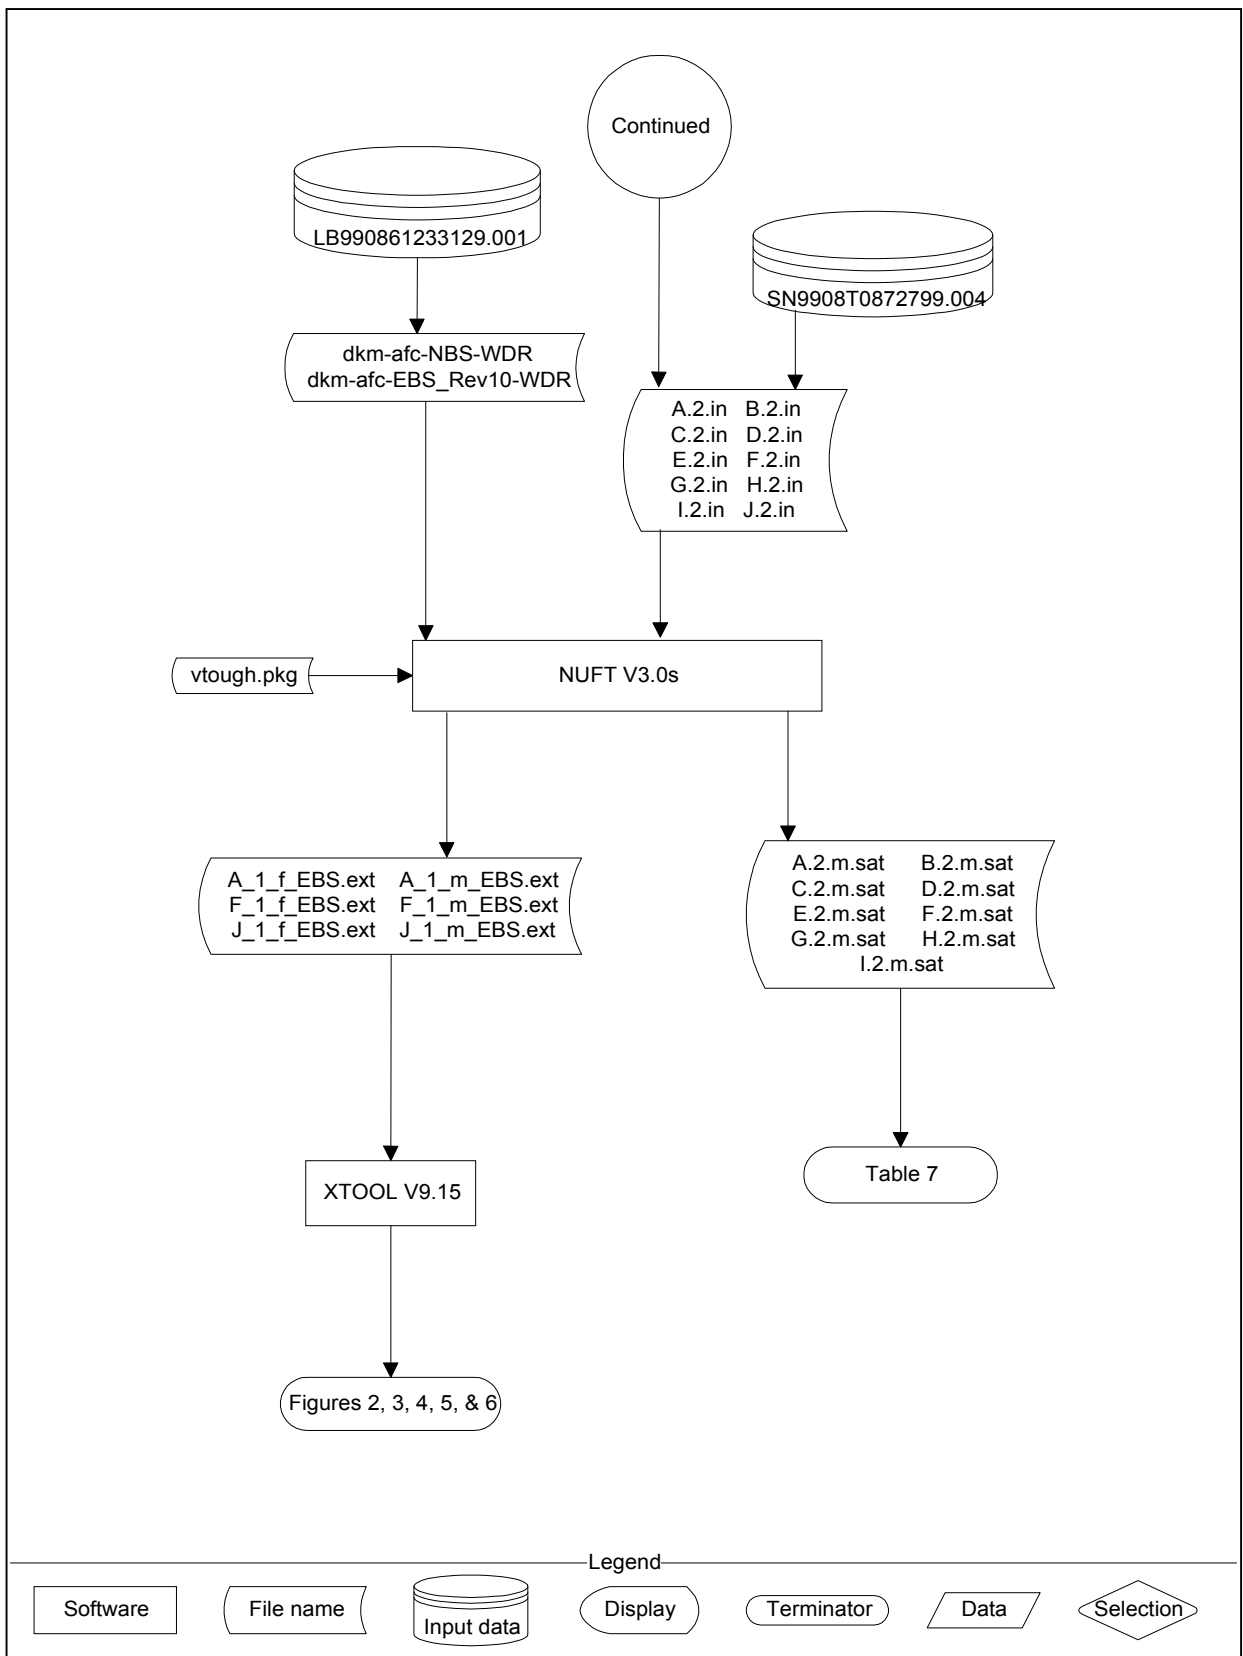 Continued
LB990861233129.001
SN9908T0872799.004
dkm-afc-NBS-WDR
dkm-afc-EBS_Rev10-WDR
A.2.in B.2.in
C.2.in D.2.in
E.2.in F.2.in
G.2.in H.2.in
I.2.in J.2.in
vtough.pkg
NUFT V3.0s
A_1_f_EBS.ext A_1_m_EBS.ext
F_1_f_EBS.ext F_1_m_EBS.ext
J_1_f_EBS.ext J_1_m_EBS.ext
A.2.m.sat B.2.m.sat
C.2.m.sat D.2.m.sat
E.2.m.sat F.2.m.sat
G.2.m.sat H.2.m.sat
I.2.m.sat
XTOOL V9.15
Table 7
Figures 2, 3, 4, 5, & 6
Legend
Software
File name
Input data
Display
Terminator
Data
Selection